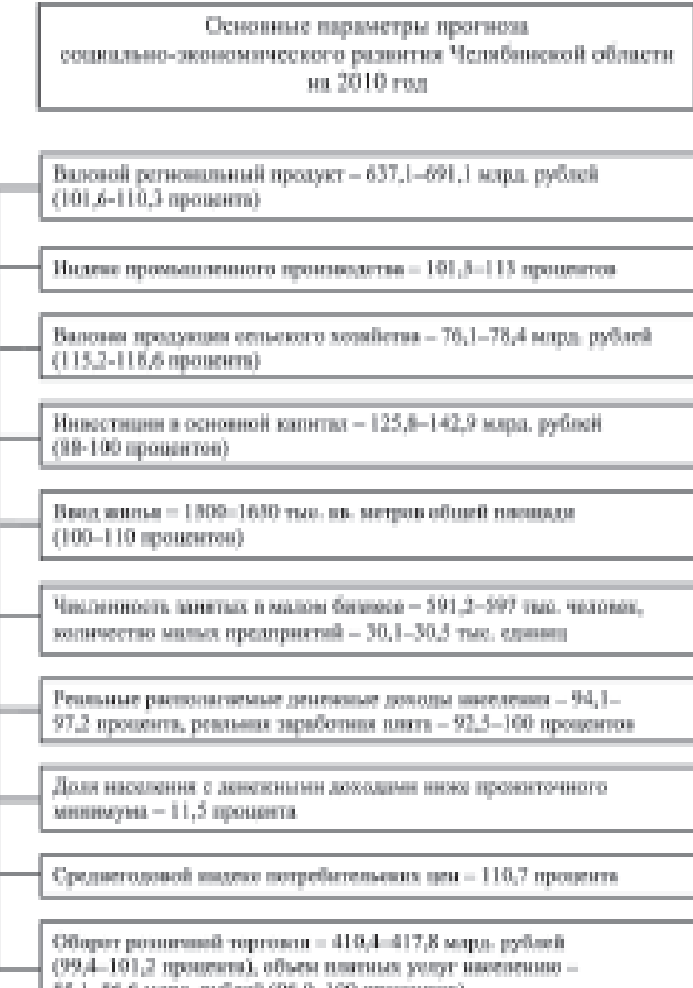 Основные параметры прогноза
социально-экономического развития Челябинской области
на 2010 год
Валовой региональный продукт – 637,1–691,1 млрд. рублей
(101,6-110,3 процента)
Индекс промышленного производства – 101,3–113 процентов
Валовая продукция сельского хозяйства – 76,1–78,4 млрд. рублей
(115,2-118,6 процента)
Инвестиции в основной капитал – 125,8–142,9 млрд. рублей
(88-100 процентов)
Ввод жилья – 1500–1650 тыс. кв. метров общей площади
(100–110 процентов)
Численность занятых в малом бизнесе – 591,2–597 тыс. человек,
количество малых предприятий – 30,1–30,5 тыс. единиц
Реальные располагаемые денежные доходы населения – 94,1–
97,2 процента, реальная заработная плата – 92,5–100 процентов
Доля населения с денежными доходами ниже прожиточного
минимума – 11,5 процента
Среднегодовой индекс потребительских цен – 110,7 процента
Оборот розничной торговли – 410,4–417,8 млрд. рублей
(99,4–101,2 процента), объем платных услуг населению –
млрд. рублей